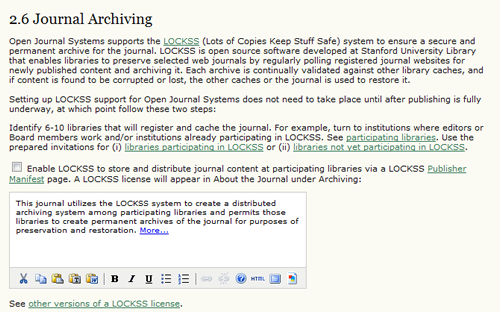 2.6 Journal Archiving
Open Journal Systems supports the LOCKSS (Lots of Copies Keep Stuff Safe) system to ensure a secure and
permanent archive for the journal. LOCKSS is open source software developed at Stanford University Library
that enables libraries to preserve selected web journals by regularly polling registered journal websites for
newly published content and archiving it. Each archive is continually validated against other library caches, and
if content is found to be corrupted or lost, the other caches or the journal is used to restore it.
Setting up LOCKSS support for Open Journal Systems does not need to take place until after publishing is fully
underway, at which point follow these two steps:
Identify 6-10 libraries that will register and cache the journal. For example, turn to institutions where editors or
Board members work and/or institutions already participating in LOCKSS. See participating libraries. Use the
prepared invitations for (i) libraries participating in LOCKSS or (ii) libraries not yet participating in LOCKSS.
Enable LOCKSS to store and distribute journal content at participating libraries via a LOCKSS Publisher
Manifest page. A LOCKSS license will appear in About the Journal under Archiving:
This journal utilizes the LOCKSS system to create a distributed
archiving system among participating libraries and permits those
libraries to create permanent archives of the journal for purposes of
preservation and restoration. More...
B I U HTML
See other versions of a LOCKSS license.